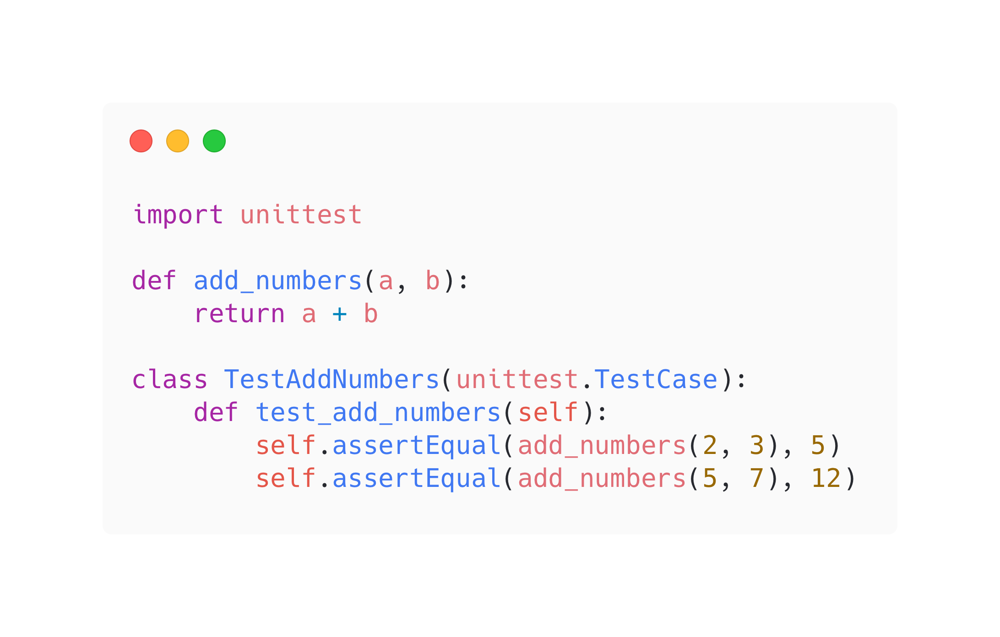 import unittest

def add_numbers(a, b):
    return a + b

class TestAddNumbers(unittest.TestCase):
    def test_add_numbers(self):
        self.assertEqual(add_numbers(2, 3), 5)
        self.assertEqual(add_numbers(5, 7), 12)